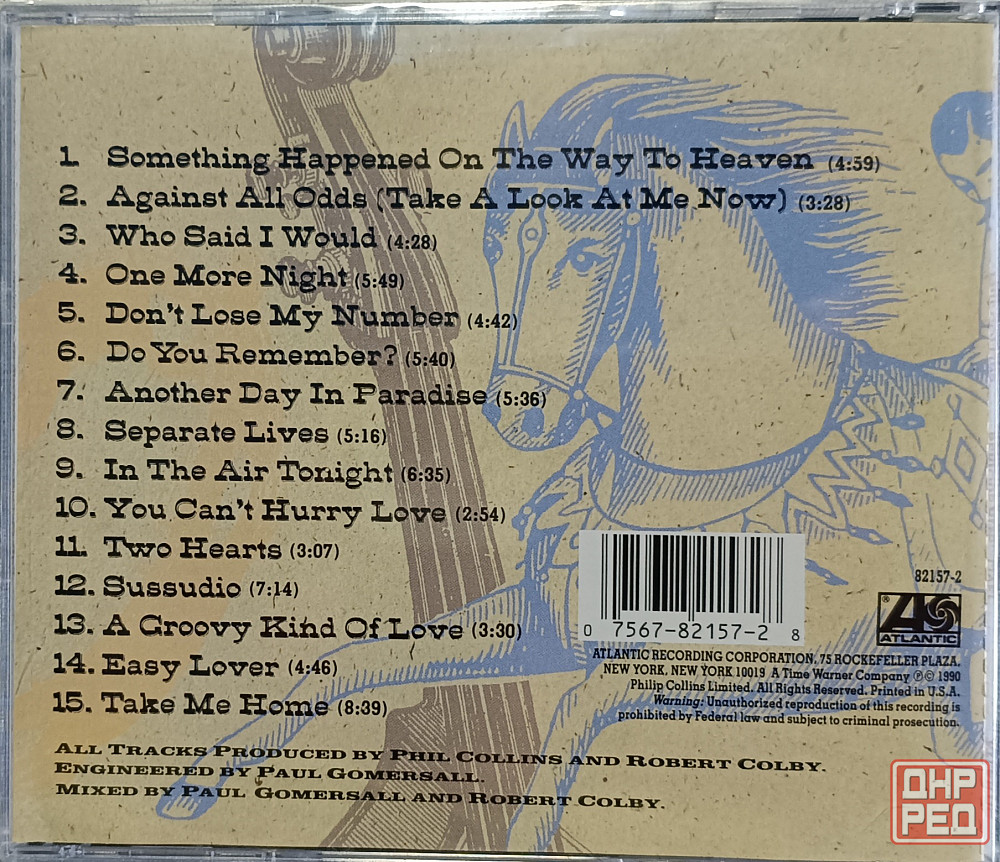 1. Something Happened On The Way To Heaven (4:59)
2. Against All Odds (Take A Look At Me Now) (3:28)
3. Who Said I Would (4:28)
4. One More Night (5:49)
5. Don't Lose My Number (4:42)
6. Do You Remember? (5:40)
7. Another Day In Paradise (5:36)
8. Separate Lives (5:16)
9. In The Air Tonight (6:35)
10. You Can't Hurry Love (2:54)
11. Two Hearts (3:07)
12. Sussudio (7:14)
13. A Groovy Kind Of Love (3:30)
14. Easy Lover (4:46)
15. Take Me Home (8:39)
All Tracks Produced by Phil Collins and Robert Colby.
Engineered by Paul Gomersall.
Mixed by Paul Gomersall and Robert Colby.
0 7567-82157-2 8
82157-2
®
ATLANTIC
ATLANTIC RECORDING CORPORATION, 75 ROCKEFELLER PLAZA,
NEW YORK, NEW YORK 10019 A Time Warner Company ℗© 1990
Philip Collins Limited. All Rights Reserved. Printed in U.S.A.
Warning: Unauthorized reproduction of this recording is
prohibited by Federal law and subject to criminal prosecution.
ДНР
РЕД